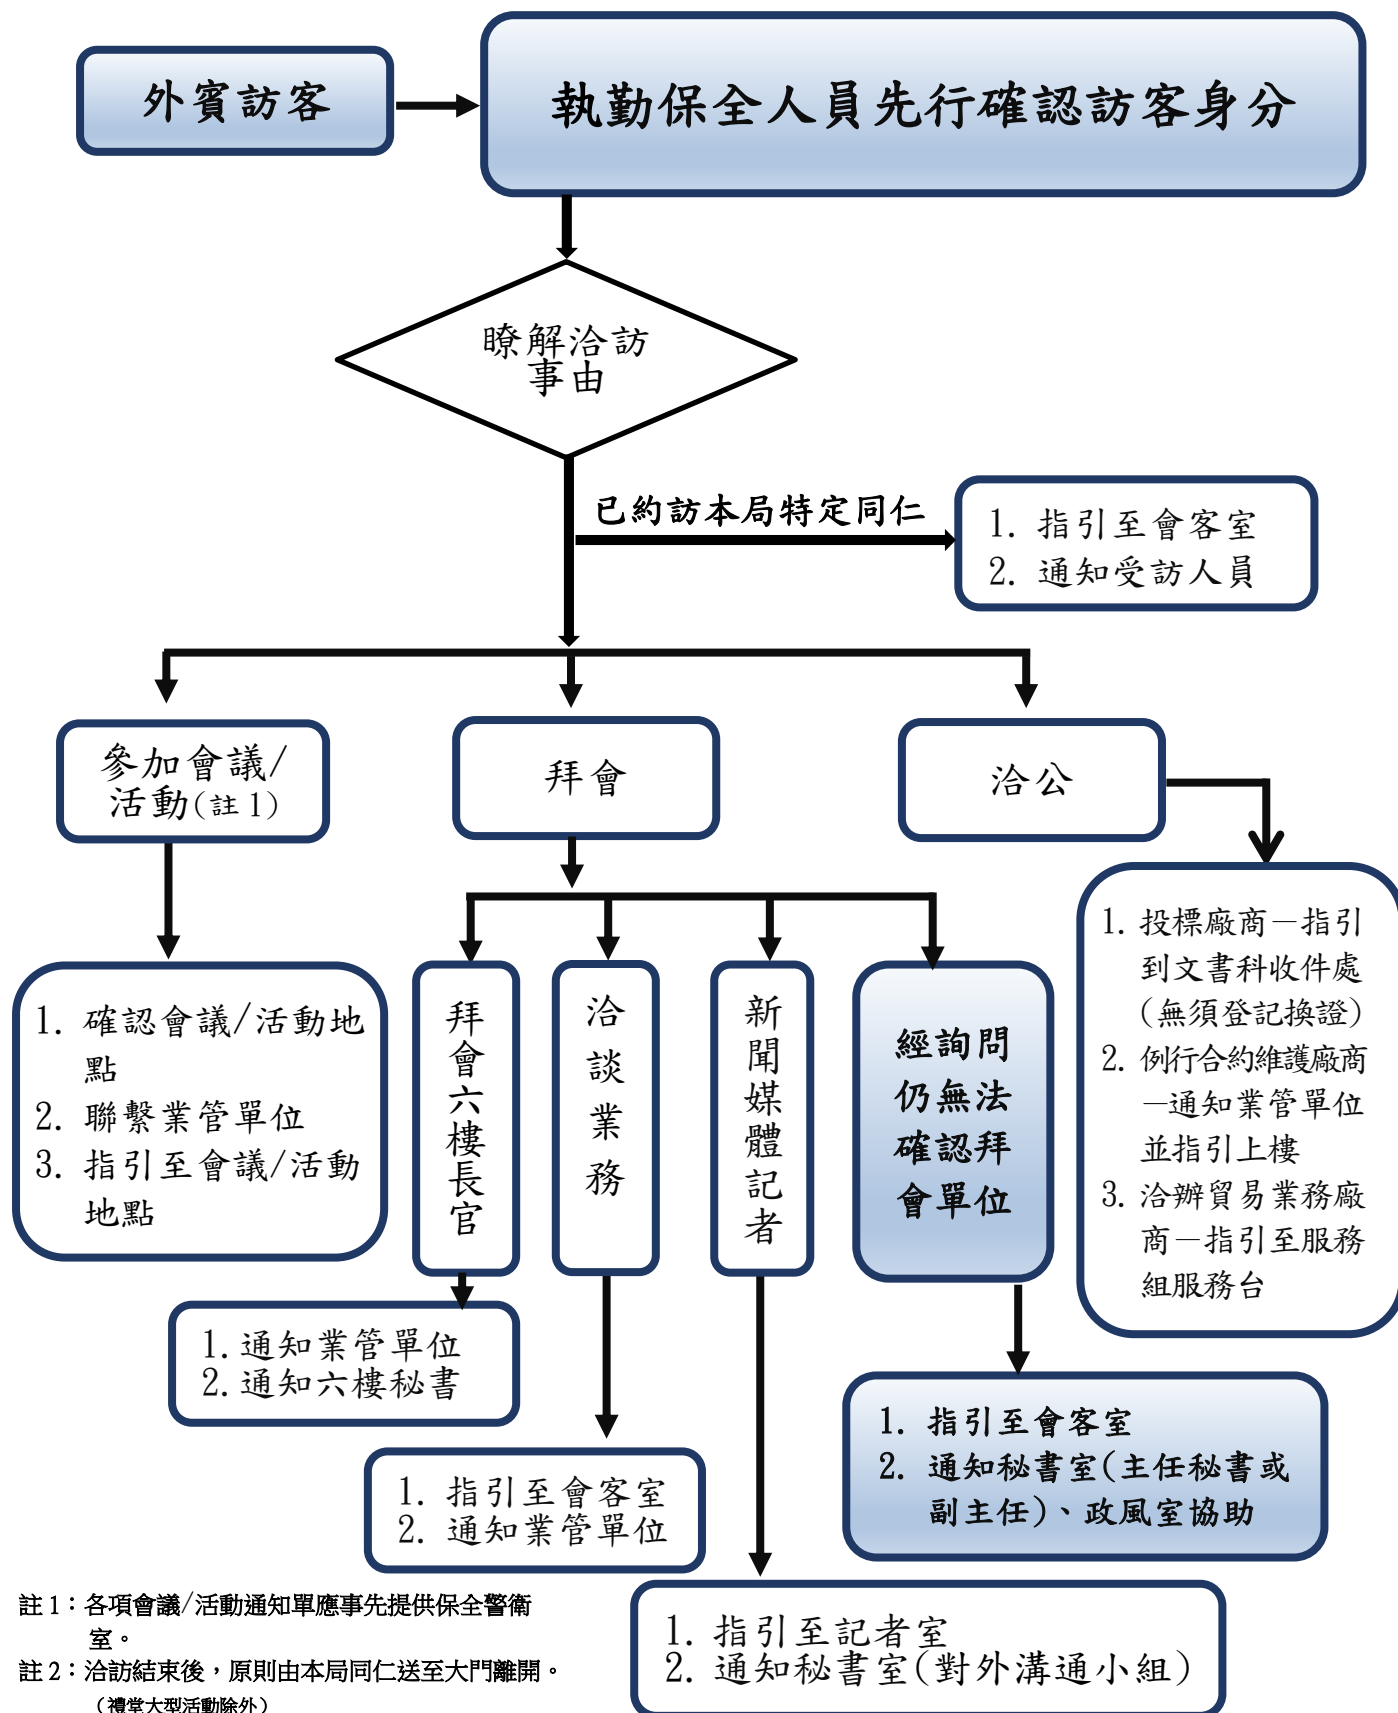 外賓訪客
執勤保全人員先行確認訪客身分
瞭解洽訪
事由
已約訪本局特定同仁
1. 指引至會客室
2. 通知受訪人員
參加會議/
活動(註 1)
拜會
洽公
1. 確認會議/活動地
點
2. 聯繫業管單位
3. 指引至會議/活動
地點
拜會六樓長官
洽談業務
新聞媒體記者
經詢問
仍無法
確認拜
會單位
1. 投標廠商－指引
到文書科收件處
(無須登記換證)
2. 例行合約維護廠商
－通知業管單位
並指引上樓
3. 洽辦貿易業務廠
商－指引至服務
組服務台
1. 通知業管單位
2. 通知六樓秘書
1. 指引至會客室
2. 通知業管單位
1. 指引至會客室
2. 通知秘書室(主任秘書或
副主任)、政風室協助
1. 指引至記者室
2. 通知秘書室(對外溝通小組)
註 1：各項會議/活動通知單應事先提供保全警衛
室。
註 2：洽訪結束後，原則由本局同仁送至大門離開。
（禮堂大型活動除外）